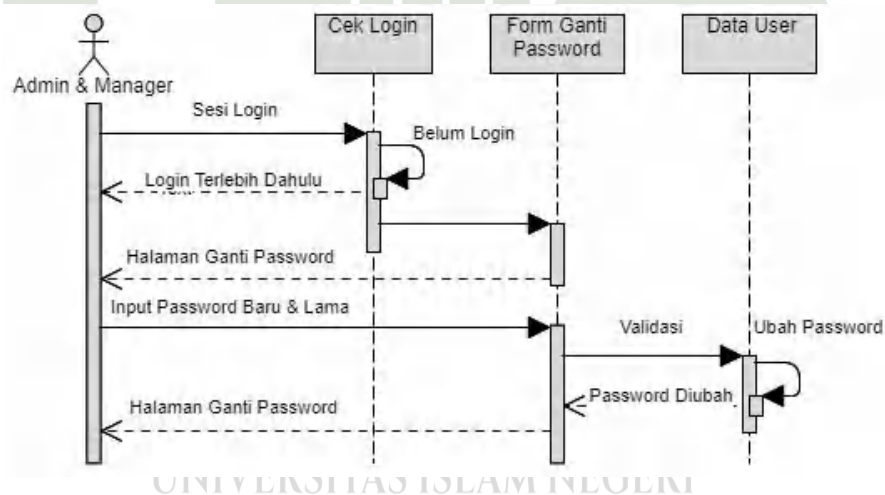 Cek Login
Form Ganti
Password
Data User
Admin & Manager
Sesi Login
Belum Login
Login Terlebih Dahulu
Halaman Ganti Password
Input Password Baru & Lama
Validasi
Ubah Password
Password Diubah
Halaman Ganti Password
UNIVERSITAS ISLAM NEGERI